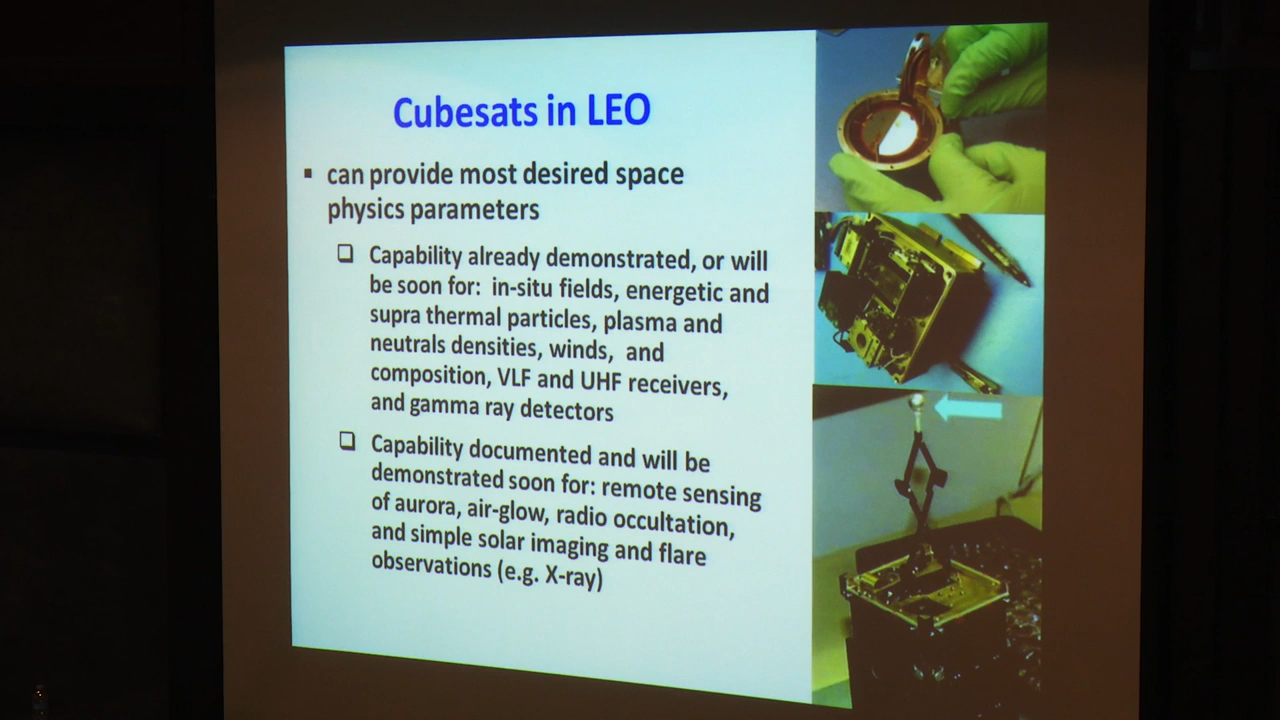 Cubesats in LEO
▪ can provide most desired space
physics parameters
❑ Capability already demonstrated, or will
be soon for: in-situ fields, energetic and
supra thermal particles, plasma and
neutrals densities, winds, and
composition, VLF and UHF receivers,
and gamma ray detectors
❑ Capability documented and will be
demonstrated soon for: remote sensing
of aurora, air-glow, radio occultation,
and simple solar imaging and flare
observations (e.g. X-ray)